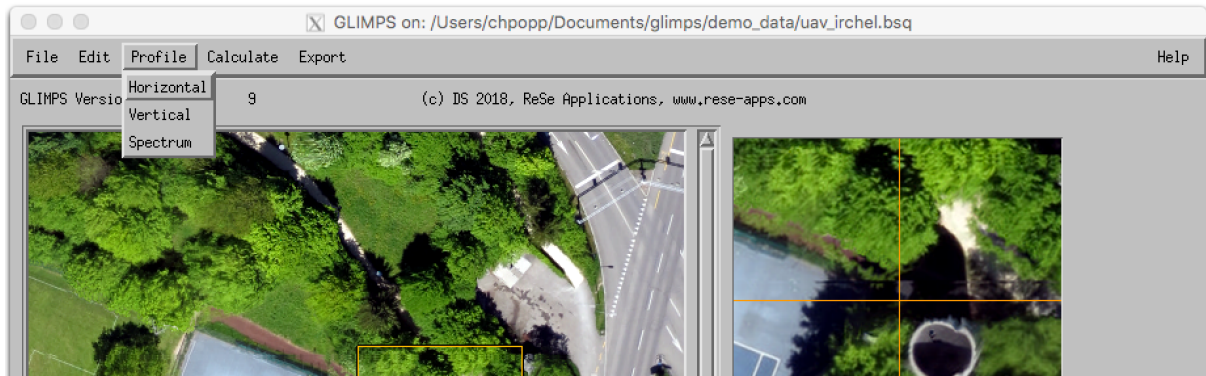 GLIMPS on: /Users/chpopp/Documents/glimps/demo_data/uav_irchel.bsq
File Edit Profile Calculate Export Help
Horizontal
GLIMPS Versio 9 (c) DS 2018, ReSe Applications, www.rese-apps.com
Vertical
Spectrum